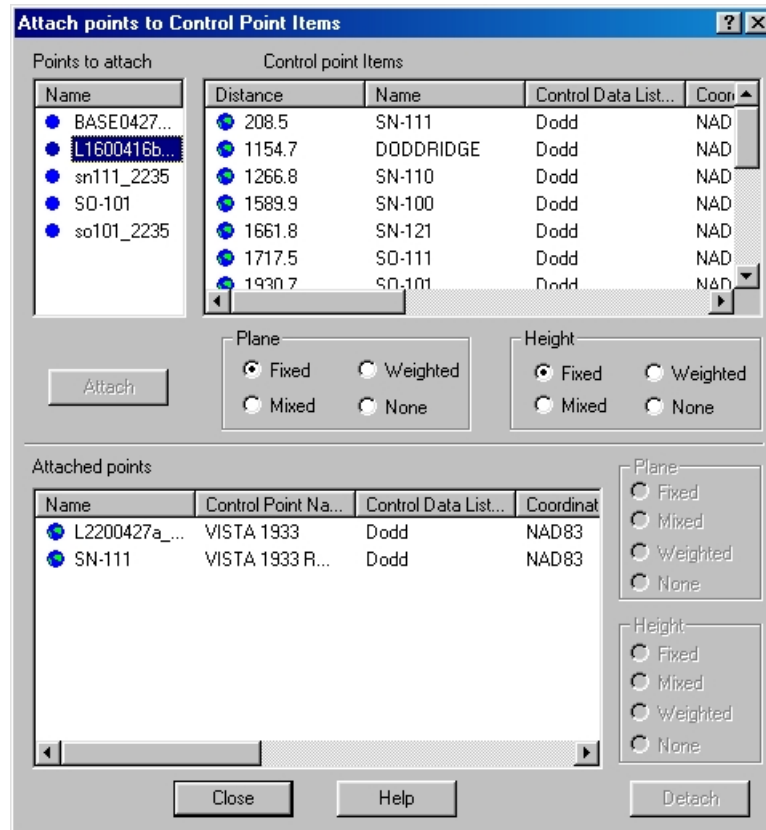 Attach points to Control Point Items
Points to attach
Control point Items
Name
BASE0427...
L1600416b...
sn111_2235
SO-101
so101_2235
Distance Name Control Data List... Coor
208.5 SN-111 Dodd NAD
1154.7 DODDRIDGE Dodd NAD
1266.8 SN-110 Dodd NAD
1589.9 SN-100 Dodd NAD
1661.8 SN-121 Dodd NAD
1717.5 SO-111 Dodd NAD
1930.7 SO-101 Dodd NAD
Attach
Plane
Fixed Weighted
Mixed None
Height
Fixed Weighted
Mixed None
Attached points
Name Control Point Na... Control Data List... Coordinat
L2200427a_... VISTA 1933 Dodd NAD83
SN-111 VISTA 1933 R... Dodd NAD83
Plane
Fixed
Mixed
Weighted
None
Height
Fixed
Mixed
Weighted
None
Close Help Detach